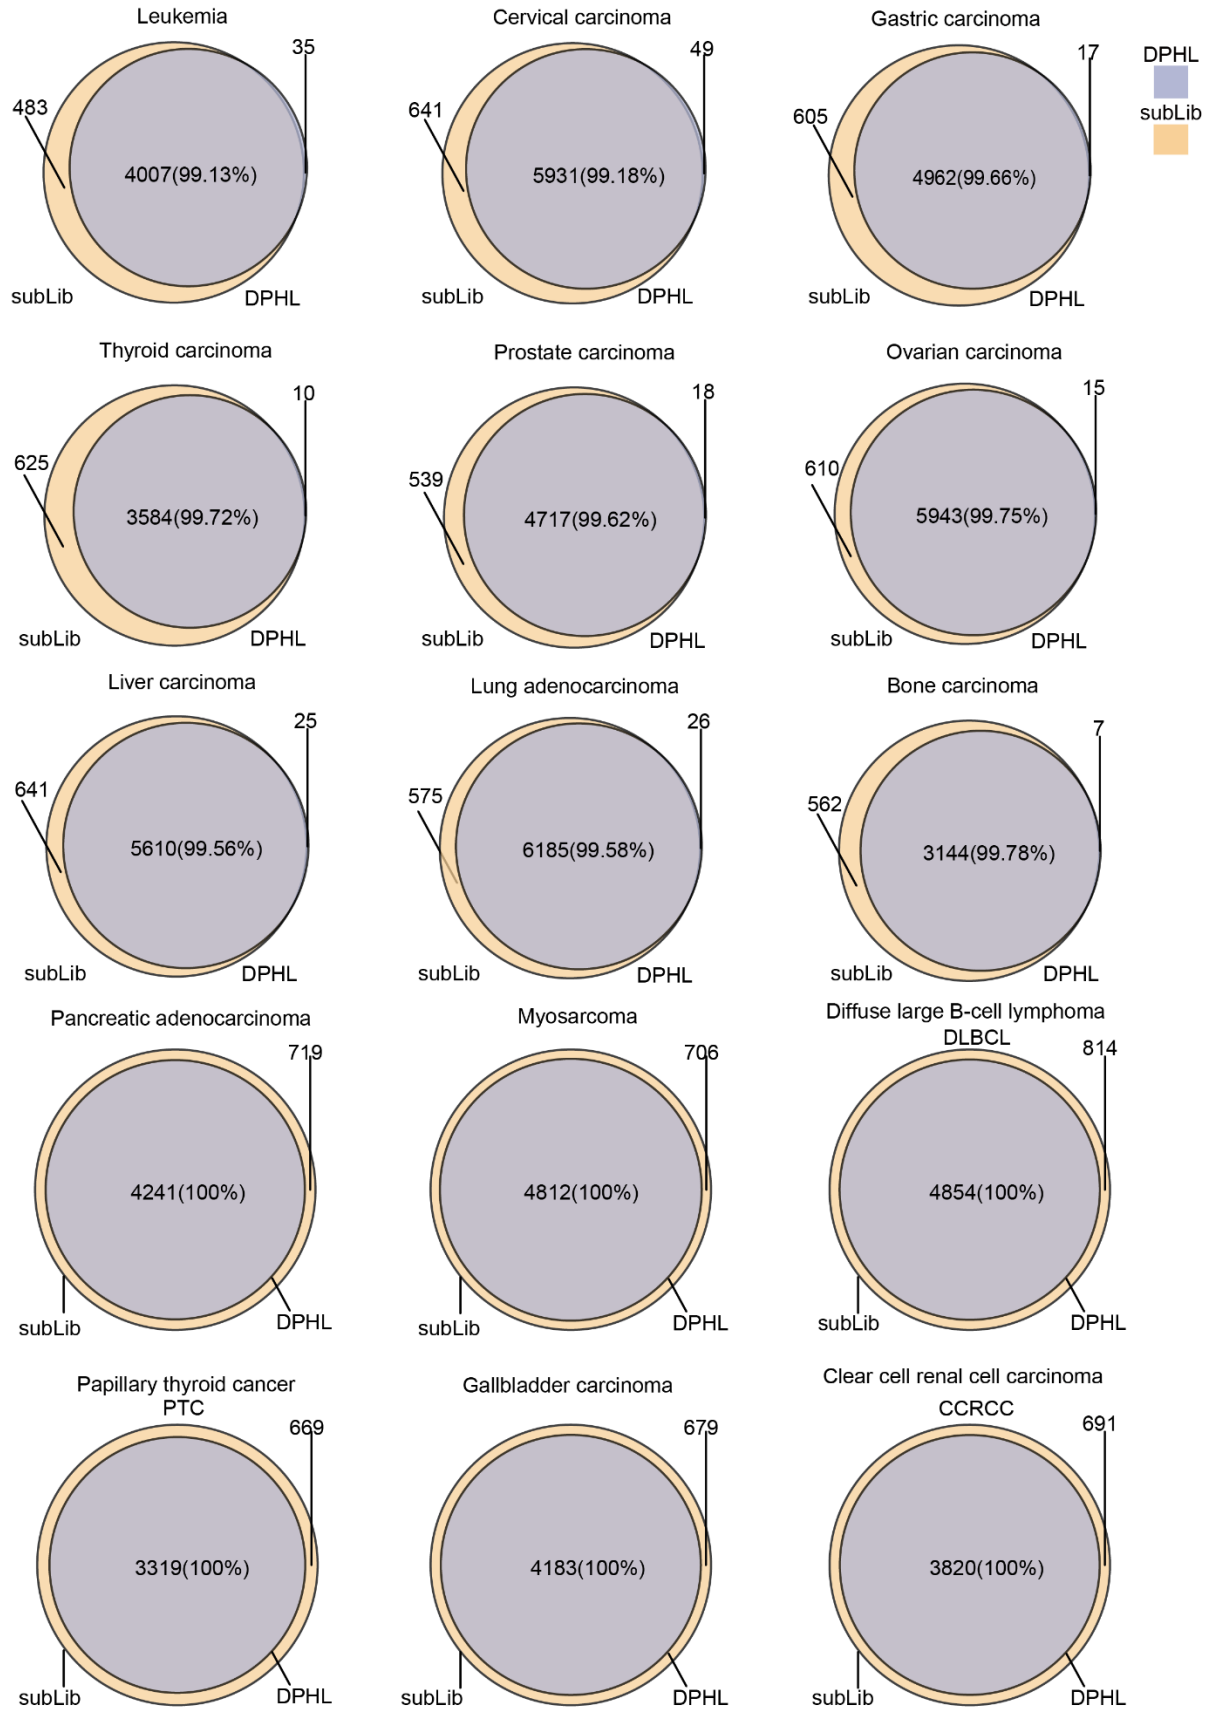 Leukemia
35
483
4007(99.13%)
subLib
DPHL
Cervical carcinoma
49
641
5931(99.18%)
subLib
DPHL
Gastric carcinoma
17
605
4962(99.66%)
subLib
DPHL
DPHL
subLib
Thyroid carcinoma
10
625
3584(99.72%)
subLib
DPHL
Prostate carcinoma
18
539
4717(99.62%)
subLib
DPHL
Ovarian carcinoma
15
610
5943(99.75%)
subLib
DPHL
Liver carcinoma
25
641
5610(99.56%)
subLib
DPHL
Lung adenocarcinoma
26
575
6185(99.58%)
subLib
DPHL
Bone carcinoma
7
562
3144(99.78%)
subLib
DPHL
Pancreatic adenocarcinoma
719
4241(100%)
subLib
DPHL
Myosarcoma
706
4812(100%)
subLib
DPHL
Diffuse large B-cell lymphoma
DLBCL
814
4854(100%)
subLib
DPHL
Papillary thyroid cancer
PTC
669
3319(100%)
subLib
DPHL
Gallbladder carcinoma
679
4183(100%)
subLib
DPHL
Clear cell renal cell carcinoma
CCRCC
691
3820(100%)
subLib
DPHL